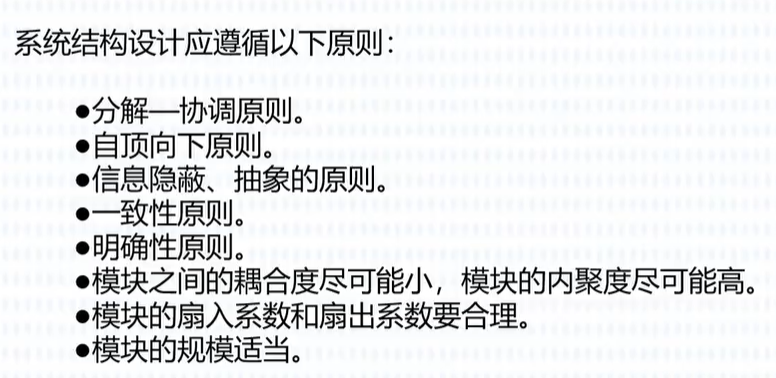 系统结构设计应遵循以下原则：
●分解—协调原则。
●自顶向下原则。
●信息隐蔽、抽象的原则。
●一致性原则。
●明确性原则。
●模块之间的耦合度尽可能小，模块的内聚度尽可能高。
●模块的扇入系数和扇出系数要合理。
●模块的规模适当。